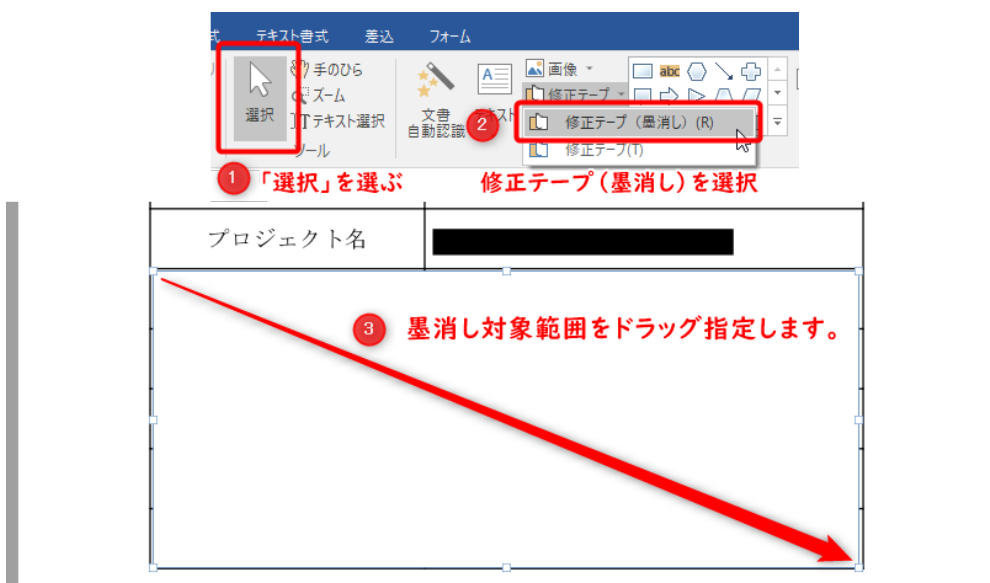 式 テキスト書式 差込 フォーム
手のひら
ズーム
テキスト選択
選択
ツール
文書
自動認識
テキスト
画像
修正テープ
abc
修正テープ（墨消し）(R)
修正テープ(T)
1 「選択」を選ぶ
2 修正テープ（墨消し）を選択
プロジェクト名
3 墨消し対象範囲をドラッグ指定します。